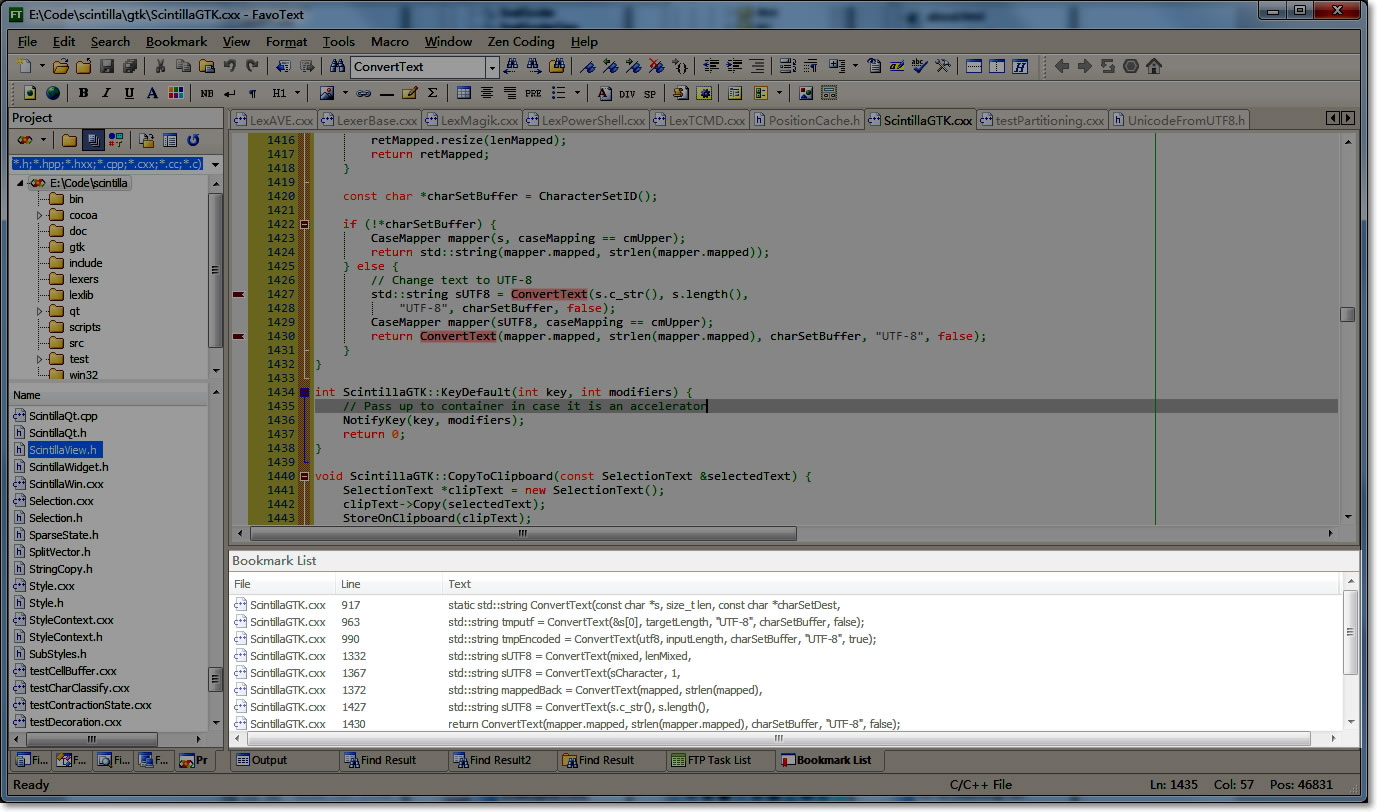 E:\Code\scintilla\gtk\ScintillaGTK.cxx - FavoText
File Edit Search Bookmark View Format Tools Macro Window Zen Coding Help
ConvertText
B I U A NB H1 Σ PRE A DIV SP
Project
LexAVE.cxx LexerBase.cxx LexMagik.cxx LexPowerShell.cxx LexTCMD.cxx PositionCache.h ScintillaGTK.cxx testPartitioning.cxx UnicodeFromUTF8.h
*.h;*.hpp;*.hxx;*.cpp;*.cxx;*.cc;*.c)
E:\Code\scintilla
bin
cocoa
doc
gtk
include
lexers
lexlib
qt
scripts
src
test
win32
Name
ScintillaQt.cpp
ScintillaQt.h
ScintillaView.h
ScintillaWidget.h
ScintillaWin.cxx
Selection.cxx
Selection.h
SparseState.h
SplitVector.h
StringCopy.h
Style.cxx
Style.h
StyleContext.cxx
StyleContext.h
SubStyles.h
testCellBuffer.cxx
testCharClassify.cxx
testContractionState.cxx
testDecoration.cxx
1416 retMapped.resize(lenMapped);
1417 return retMapped;
1418 }
1419
1420 const char *charSetBuffer = CharacterSetID();
1421
1422 if (!*charSetBuffer) {
1423 CaseMapper mapper(s, caseMapping == cmUpper);
1424 return std::string(mapper.mapped, strlen(mapper.mapped));
1425 } else {
1426 // Change text to UTF-8
1427 std::string sUTF8 = ConvertText(s.c_str(), s.length(),
1428 "UTF-8", charSetBuffer, false);
1429 CaseMapper mapper(sUTF8, caseMapping == cmUpper);
1430 return ConvertText(mapper.mapped, strlen(mapper.mapped), charSetBuffer, "UTF-8", false);
1431 }
1432 }
1433
1434 int ScintillaGTK::KeyDefault(int key, int modifiers) {
1435 // Pass up to container in case it is an accelerator
1436 NotifyKey(key, modifiers);
1437 return 0;
1438 }
1439
1440 void ScintillaGTK::CopyToClipboard(const SelectionText &selectedText) {
1441 SelectionText *clipText = new SelectionText();
1442 clipText->Copy(selectedText);
1443 StoreOnClipboard(clipText);
Bookmark List
File Line Text
ScintillaGTK.cxx 917 static std::string ConvertText(const char *s, size_t len, const char *charSetDest,
ScintillaGTK.cxx 963 std::string tmputf = ConvertText(&s[0], targetLength, "UTF-8", charSetBuffer, false);
ScintillaGTK.cxx 990 std::string tmpEncoded = ConvertText(utf8, inputLength, charSetBuffer, "UTF-8", true);
ScintillaGTK.cxx 1332 std::string sUTF8 = ConvertText(mixed, lenMixed,
ScintillaGTK.cxx 1367 std::string sUTF8 = ConvertText(sCharacter, 1,
ScintillaGTK.cxx 1372 std::string mappedBack = ConvertText(mapped, strlen(mapped),
ScintillaGTK.cxx 1427 std::string sUTF8 = ConvertText(s.c_str(), s.length(),
ScintillaGTK.cxx 1430 return ConvertText(mapper.mapped, strlen(mapper.mapped), charSetBuffer, "UTF-8", false);
Fi... Fi... Fi... F... Pr
Output Find Result Find Result2 Find Result FTP Task List Bookmark List
Ready C/C++ File Ln: 1435 Col: 57 Pos: 46831